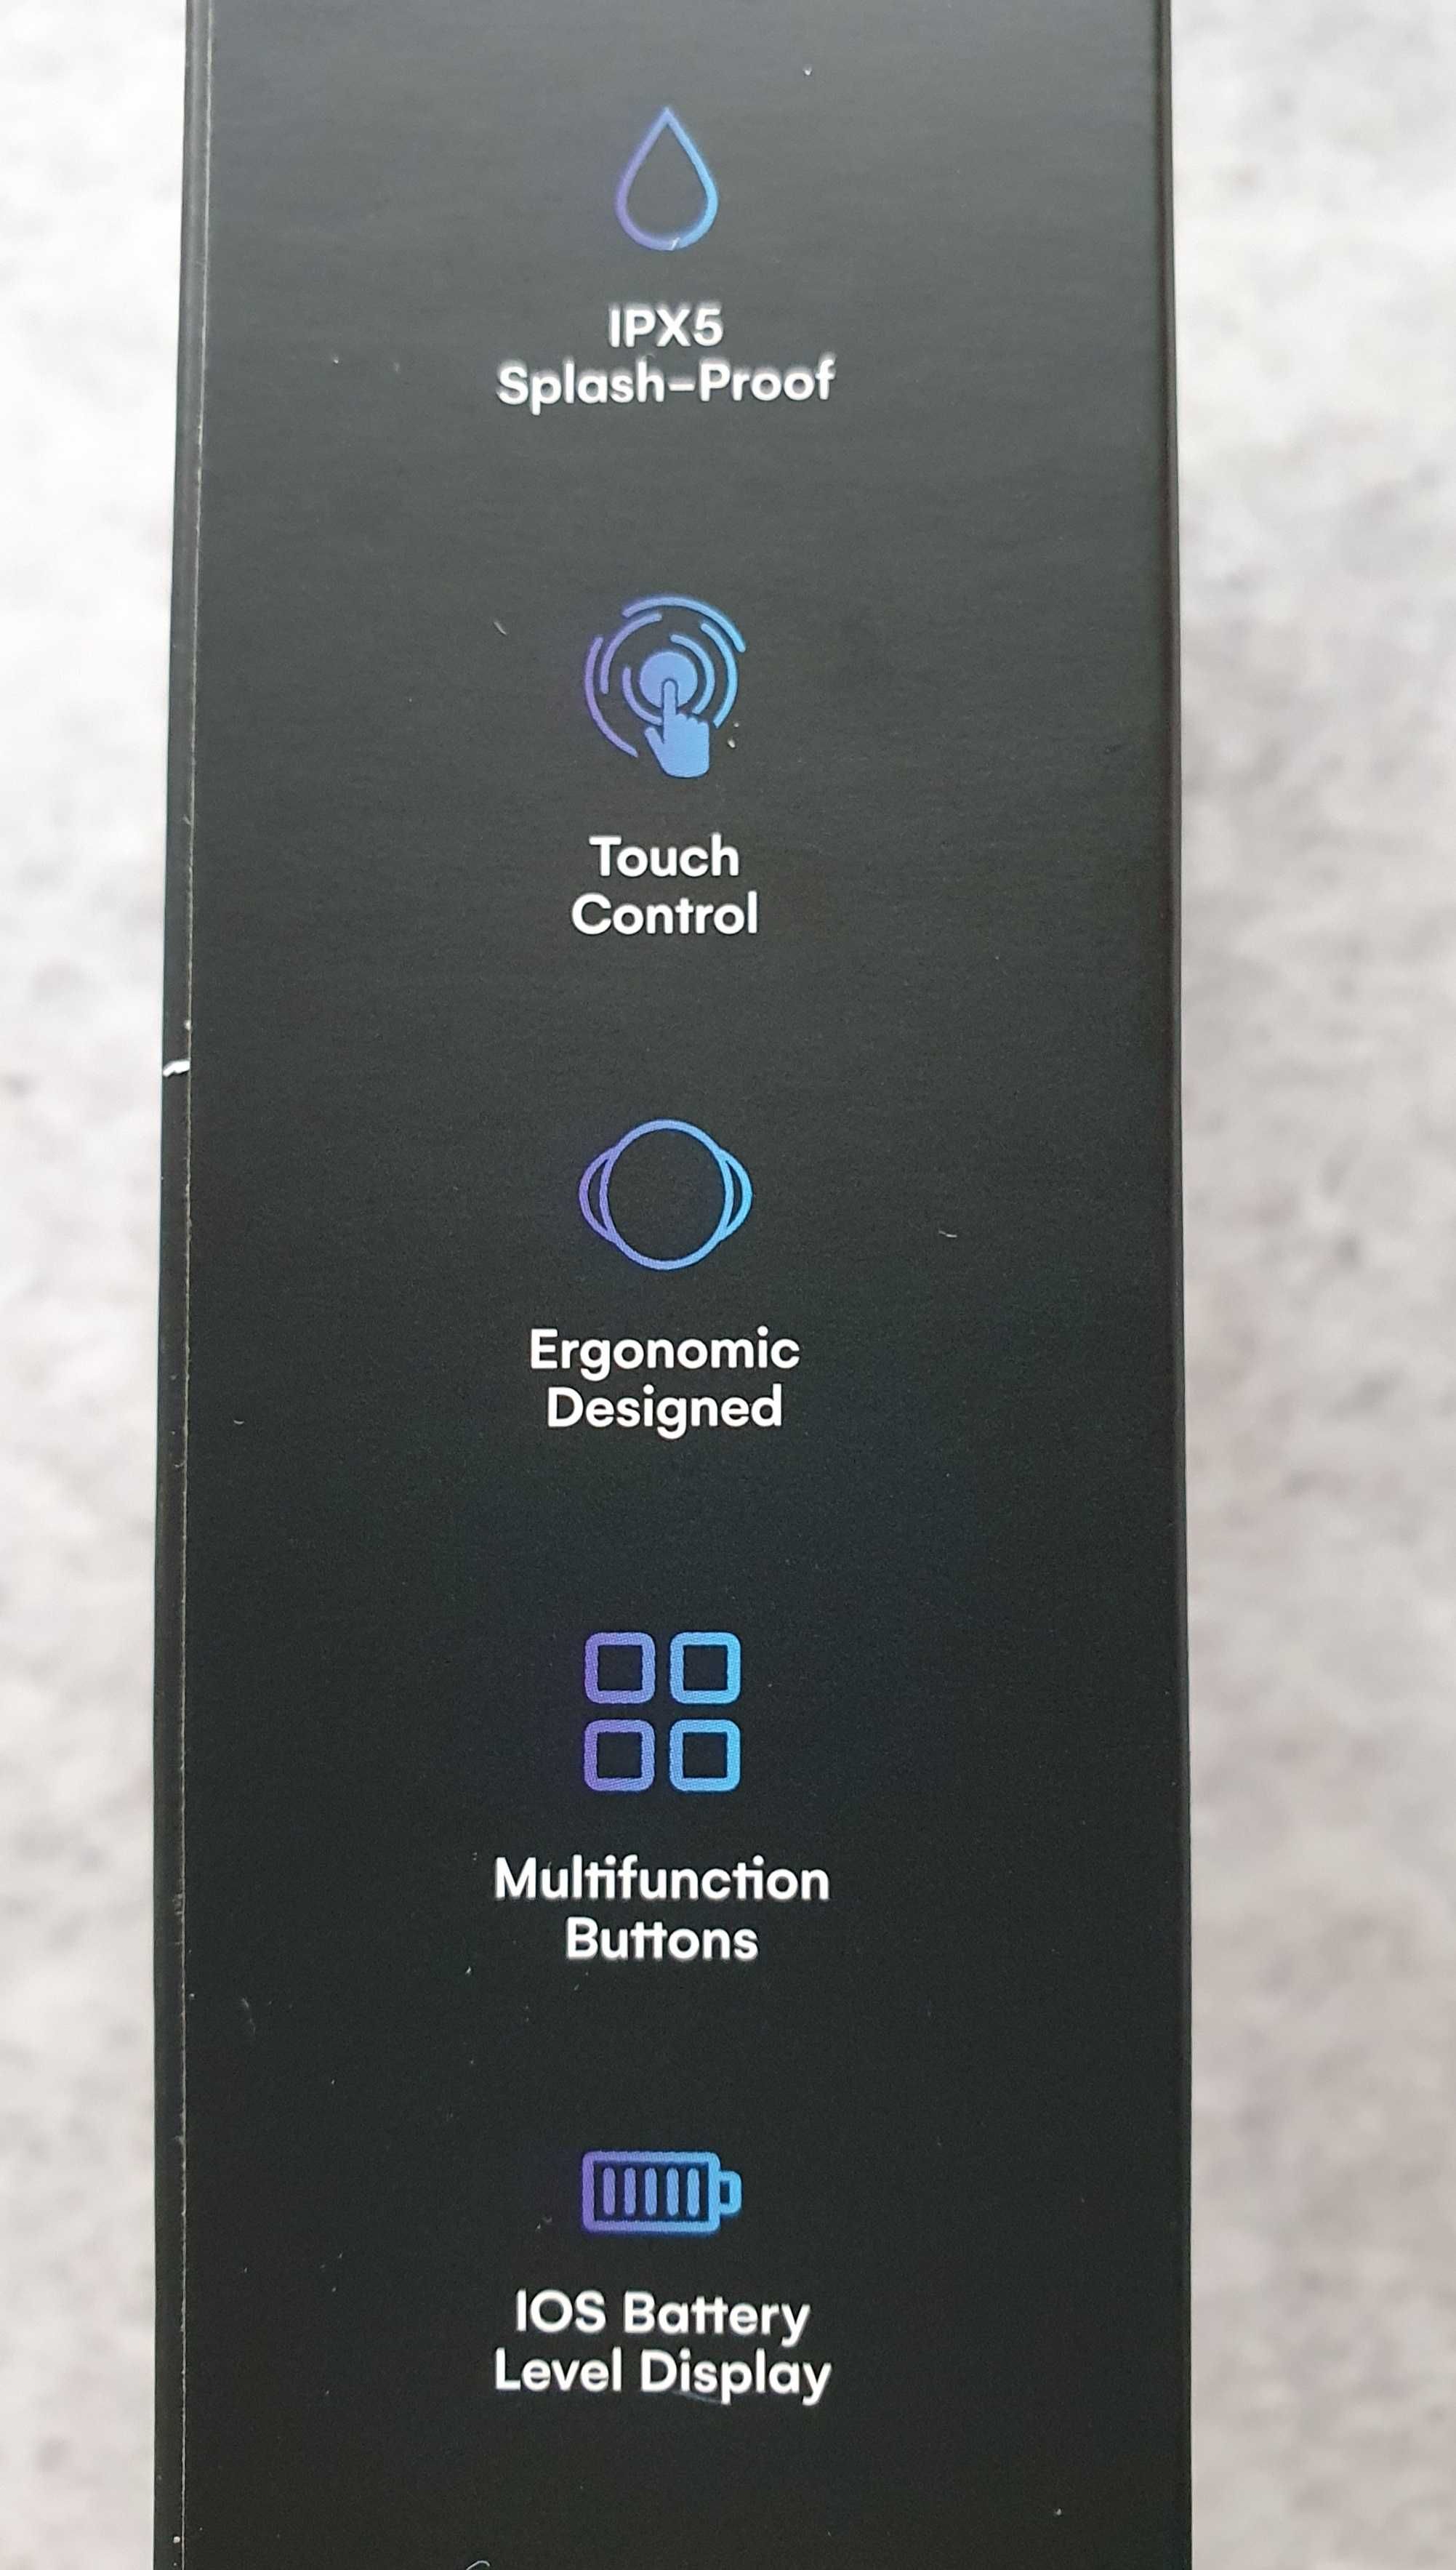 IPX5
Splash-Proof
Touch
Control
Ergonomic
Designed
Multifunction
Buttons
IOS Battery
Level Display